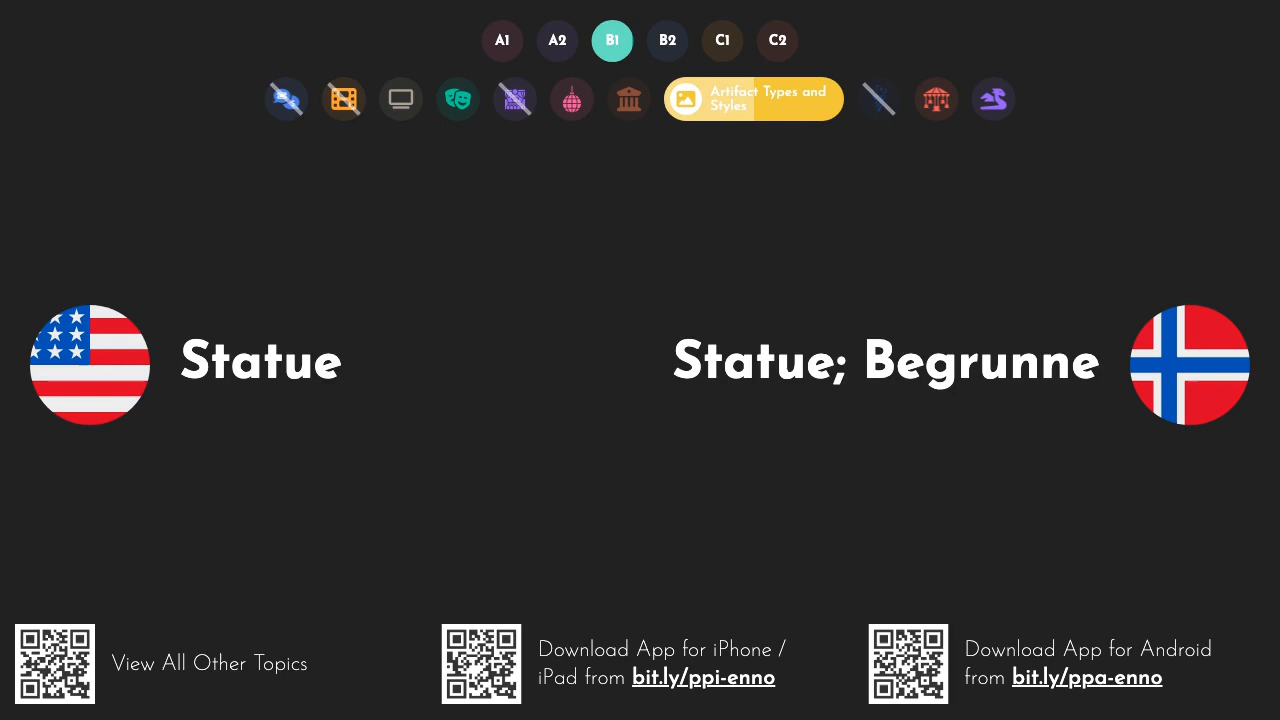 A1 A2 B1 B2 C1 C2
Artifact Types and
Styles
Statue
Statue; Begrunne
View All Other Topics
Download App for iPhone /
iPad from bit.ly/ppi-enno
Download App for Android
from bit.ly/ppa-enno